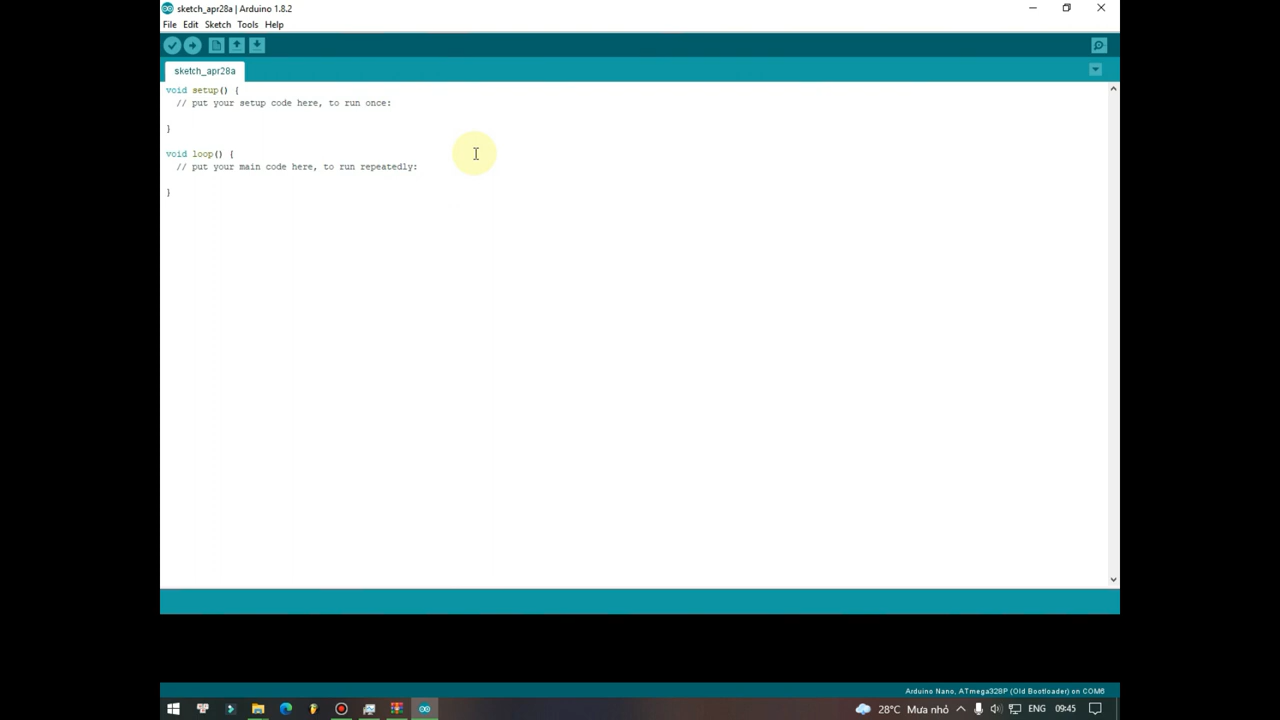 sketch_apr28a | Arduino 1.8.2
File Edit Sketch Tools Help
sketch_apr28a
void setup() {
// put your setup code here, to run once:
}
void loop() {
// put your main code here, to run repeatedly:
}
Arduino Nano, ATmega328P (Old Bootloader) on COM6
28°C Mưa nhỏ ENG 09:45